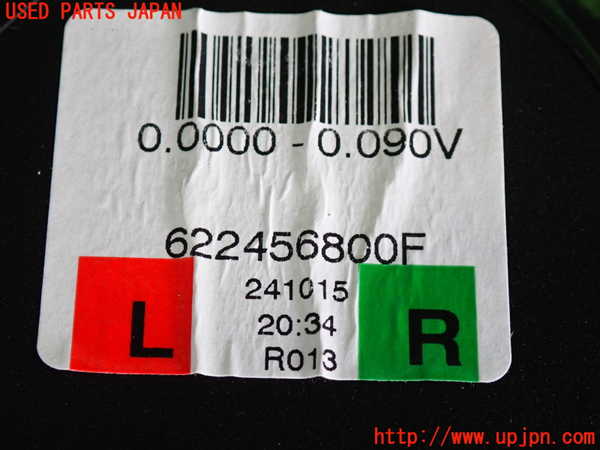 USED PARTS JAPAN
0.0000 - 0.090V
622456800F
241015
20:34
R013
L
R
http://www.upjpn.com/